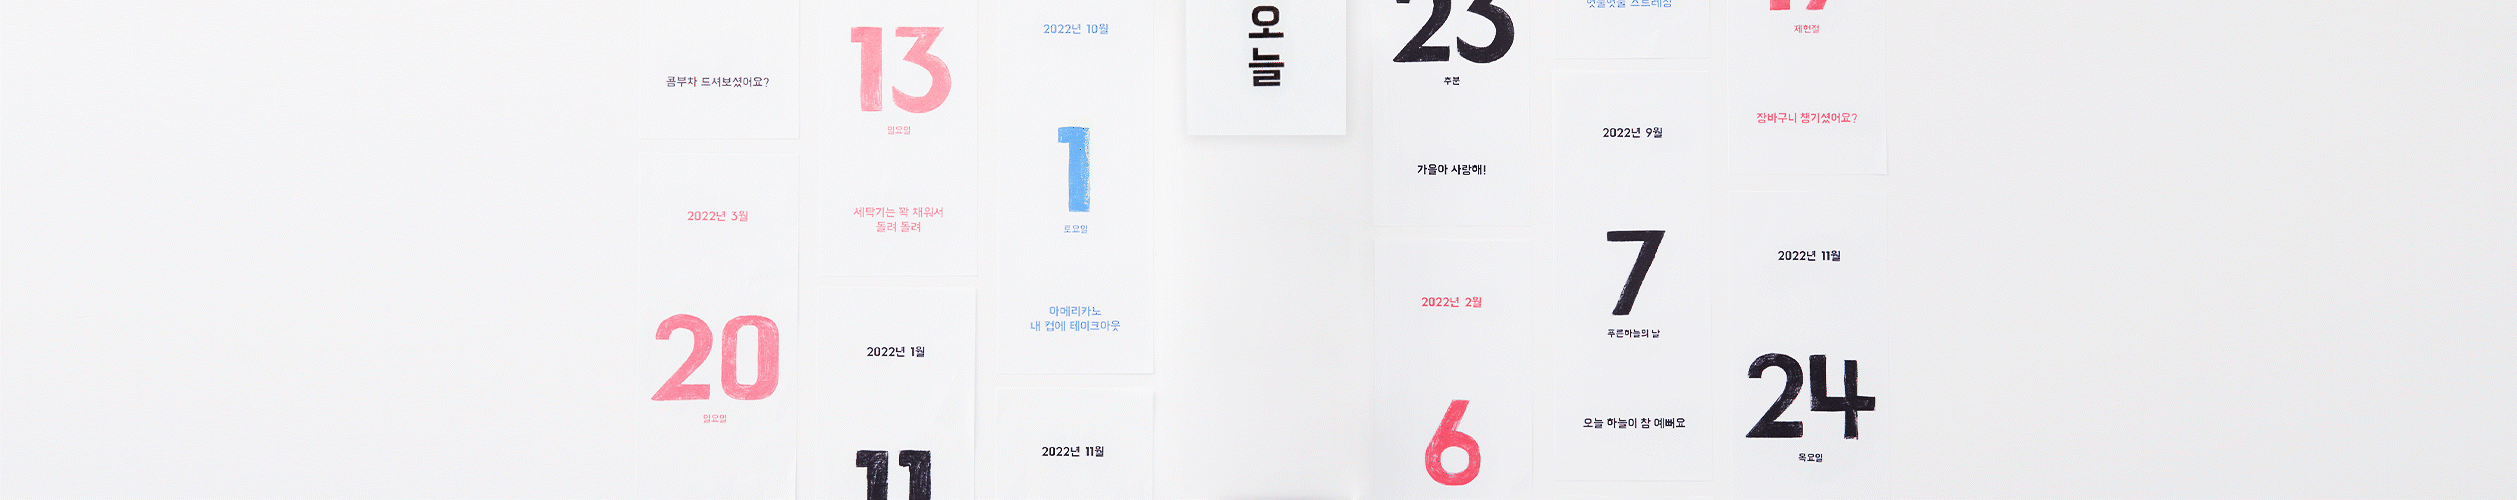 콤부차 드셔보셨어요?
2022년 3월
20
일요일
13
일요일
세탁기는 꽉 채워서
돌려 돌려
2022년 1월
11
2022년 10월
1
토요일
아메리카노
내 컵에 테이크아웃
2022년 11월
오늘
23
추분
가을아 사랑해!
2022년 2월
6
2022년 9월
7
푸른하늘의 날
오늘 하늘이 참 예뻐요
제헌절
장바구니 챙기셨어요?
2022년 11월
24
목요일